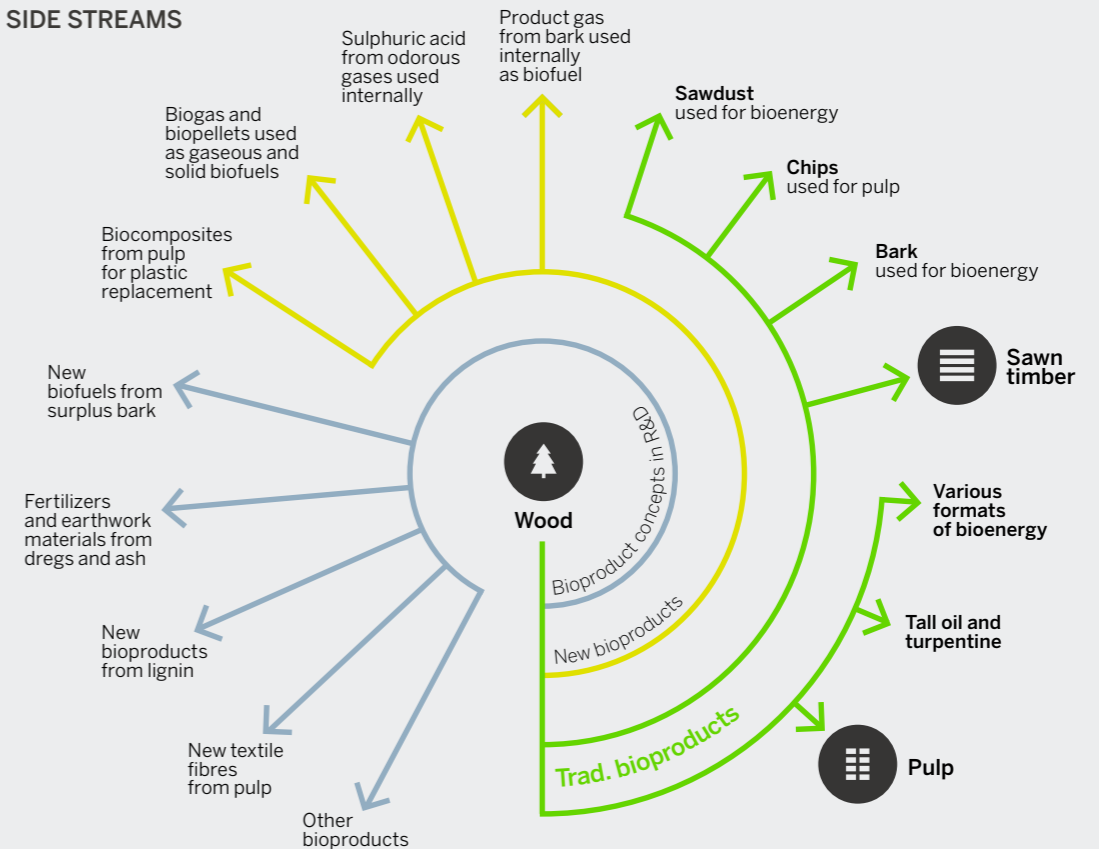 SIDE STREAMS
Product gas
from bark used
internally
as biofuel
Sulphuric acid
from odorous
gases used
internally
Biogas and
biopellets used
as gaseous and
solid biofuels
Biocomposites
from pulp
for plastic
replacement
New
biofuels from
surplus bark
Fertilizers
and earthwork
materials from
dregs and ash
New
bioproducts
from lignin
New textile
fibres
from pulp
Other
bioproducts
Sawdust
used for bioenergy
Chips
used for pulp
Bark
used for bioenergy
Sawn
timber
Various
formats
of bioenergy
Tall oil and
turpentine
Pulp
Wood
Bioproduct concepts in R&D
New bioproducts
Trad. bioproducts